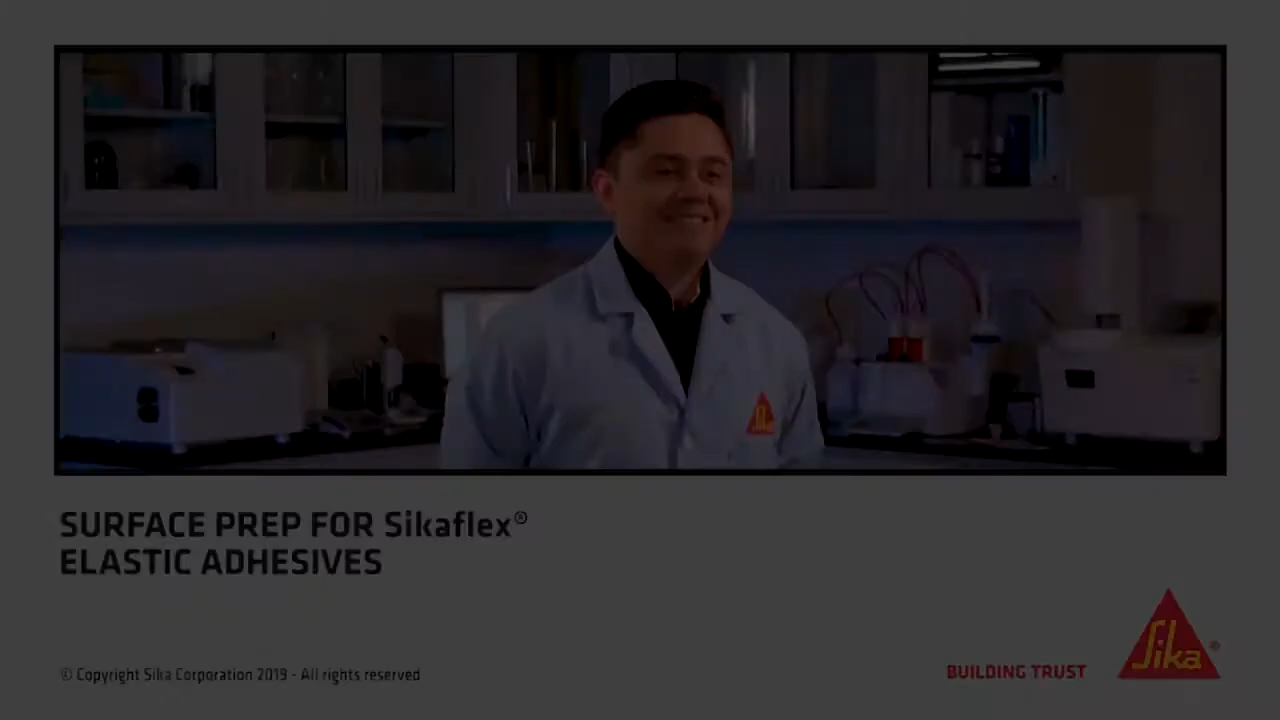 SURFACE PREP FOR Sikaflex®
ELASTIC ADHESIVES
© Copyright Sika Corporation 2019 - All rights reserved
BUILDING TRUST
Sika®